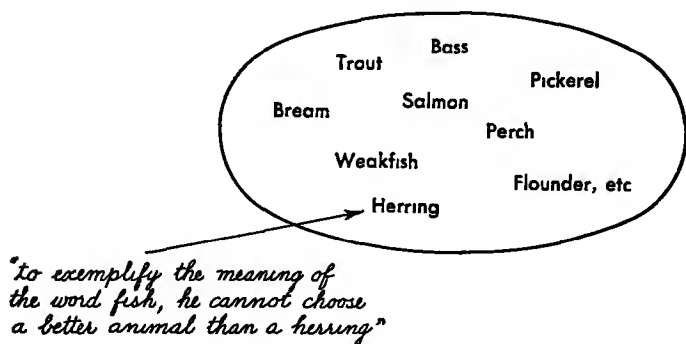 Bass
Trout
Pickerel
Salmon
Bream
Perch
Weakfish
Flounder, etc
Herring
"to exemplify the meaning of
the word fish, he cannot choose
a better animal than a herring"